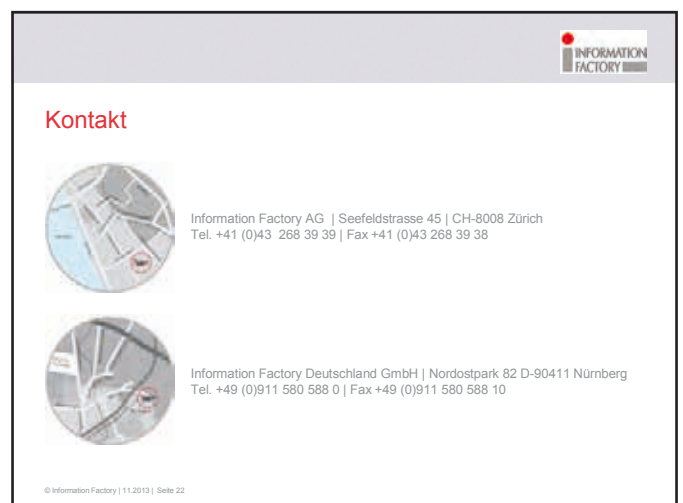 INFORMATION
FACTORY
Kontakt
Information Factory AG | Seefeldstrasse 45 | CH-8008 Zürich
Tel. +41 (0)43 268 39 39 | Fax +41 (0)43 268 39 38
Information Factory Deutschland GmbH | Nordostpark 82 D-90411 Nürnberg
Tel. +49 (0)911 580 588 0 | Fax +49 (0)911 580 588 10
© Information Factory | 11.2013 | Seite 22